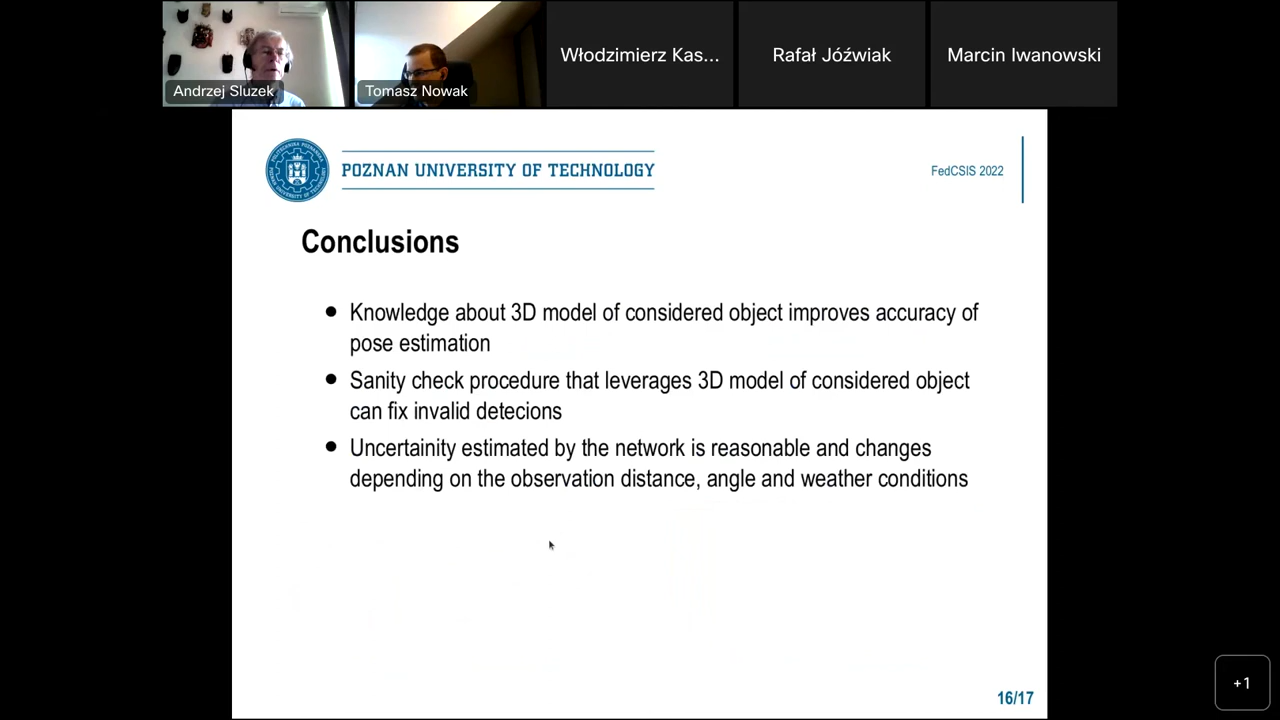 Andrzej Sluzek
Tomasz Nowak
Włodzimierz Kas...
Rafał Jóźwiak
Marcin Iwanowski
POZNAN UNIVERSITY OF TECHNOLOGY
FedCSIS 2022
Conclusions
● Knowledge about 3D model of considered object improves accuracy of
pose estimation
● Sanity check procedure that leverages 3D model of considered object
can fix invalid detecions
● Uncertainity estimated by the network is reasonable and changes
depending on the observation distance, angle and weather conditions
16/17
+1